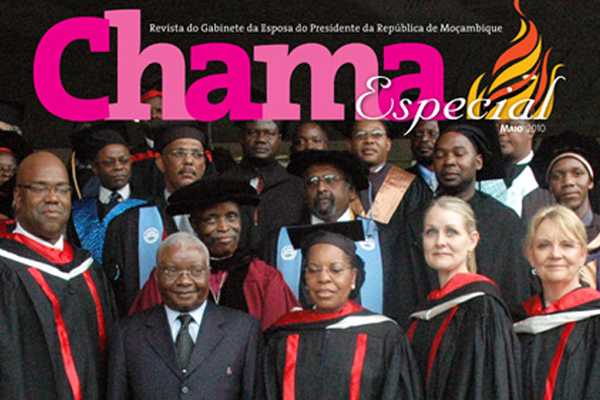 Revista do Gabinete da Esposa do Presidente da República de Moçambique
Chama
Especial
Maio 2010